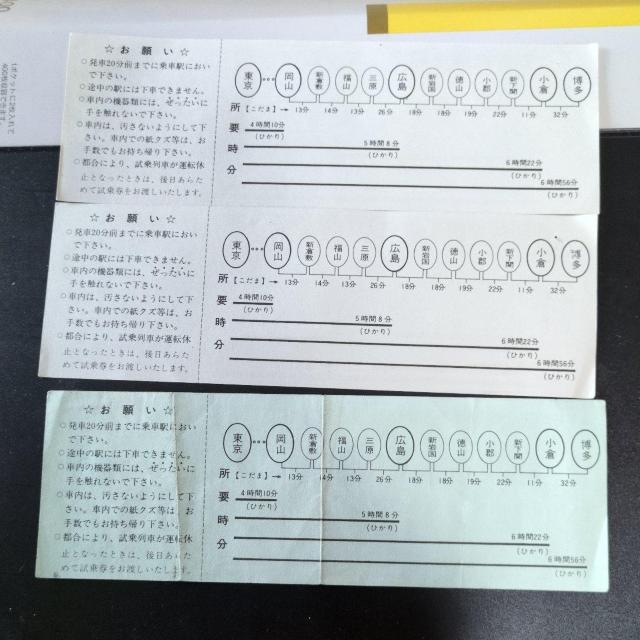 ☆ お 願 い ☆
○発車20分前までに乗車駅におい
で下さい。
○途中の駅には下車できません。
○車内の機器類には、ぜったいに
手を触れないで下さい。
○車内は、汚さないようにして下
さい。車内での紙クズ等は、お
手数でもお持ち帰り下さい。
○都合により、試乗列車が運転休
止となったときは、後日あらた
めて試乗券をお渡しいたします。
東京 岡山 新倉敷 福山 三原 広島 新岩国 徳山 小郡 新下関 小倉 博多
所要時分
【こだま】→ 13分 14分 13分 26分 18分 18分 18分 22分 11分 32分
4時間10分
(ひかり)
5時間8分
(ひかり)
6時間22分
(ひかり)
6時間56分
(ひかり)
☆ お 願 い ☆
○発車20分前までに乗車駅におい
で下さい。
○途中の駅には下車できません。
○車内の機器類には、ぜったいに
手を触れないで下さい。
○車内は、汚さないようにして下
さい。車内での紙クズ等は、お
手数でもお持ち帰り下さい。
○都合により、試乗列車が運転休
止となったときは、後日あらた
めて試乗券をお渡しいたします。
東京 岡山 新倉敷 福山 三原 広島 新岩国 徳山 小郡 新下関 小倉 博多
所要時分
【こだま】→ 13分 14分 13分 26分 18分 18分 18分 22分 11分 32分
4時間10分
(ひかり)
5時間8分
(ひかり)
6時間22分
(ひかり)
6時間56分
(ひかり)
☆ お 願 い ☆
○発車20分前までに乗車駅におい
で下さい。
○途中の駅には下車できません。
○車内の機器類には、ぜったいに
手を触れないで下さい。
○車内は、汚さないようにして下
さい。車内での紙クズ等は、お
手数でもお持ち帰り下さい。
○都合により、試乗列車が運転休
止となったときは、後日あらた
めて試乗券をお渡しいたします。
東京 岡山 新倉敷 福山 三原 広島 新岩国 徳山 小郡 新下関 小倉 博多
所要時分
【こだま】→ 13分 14分 13分 26分 18分 18分 18分 22分 11分 32分
4時間10分
(ひかり)
5時間8分
(ひかり)
6時間22分
(ひかり)
6時間56分
(ひかり)